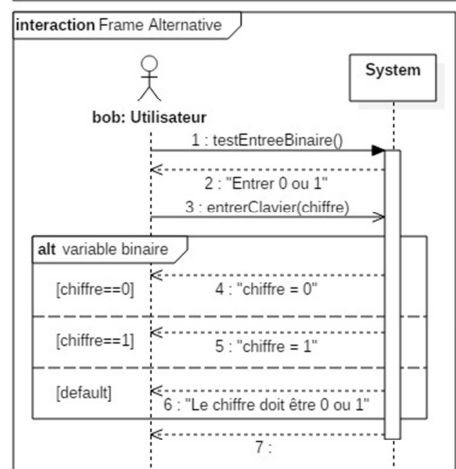 interaction Frame Alternative
System
bob: Utilisateur
1 : testEntreeBinaire()
2 : "Entrer 0 ou 1"
3 : entrerClavier(chiffre)
alt variable binaire
[chiffre==0]
4 : "chiffre = 0"
[chiffre==1]
5 : "chiffre = 1"
[default]
6 : "Le chiffre doit être 0 ou 1"
7 :